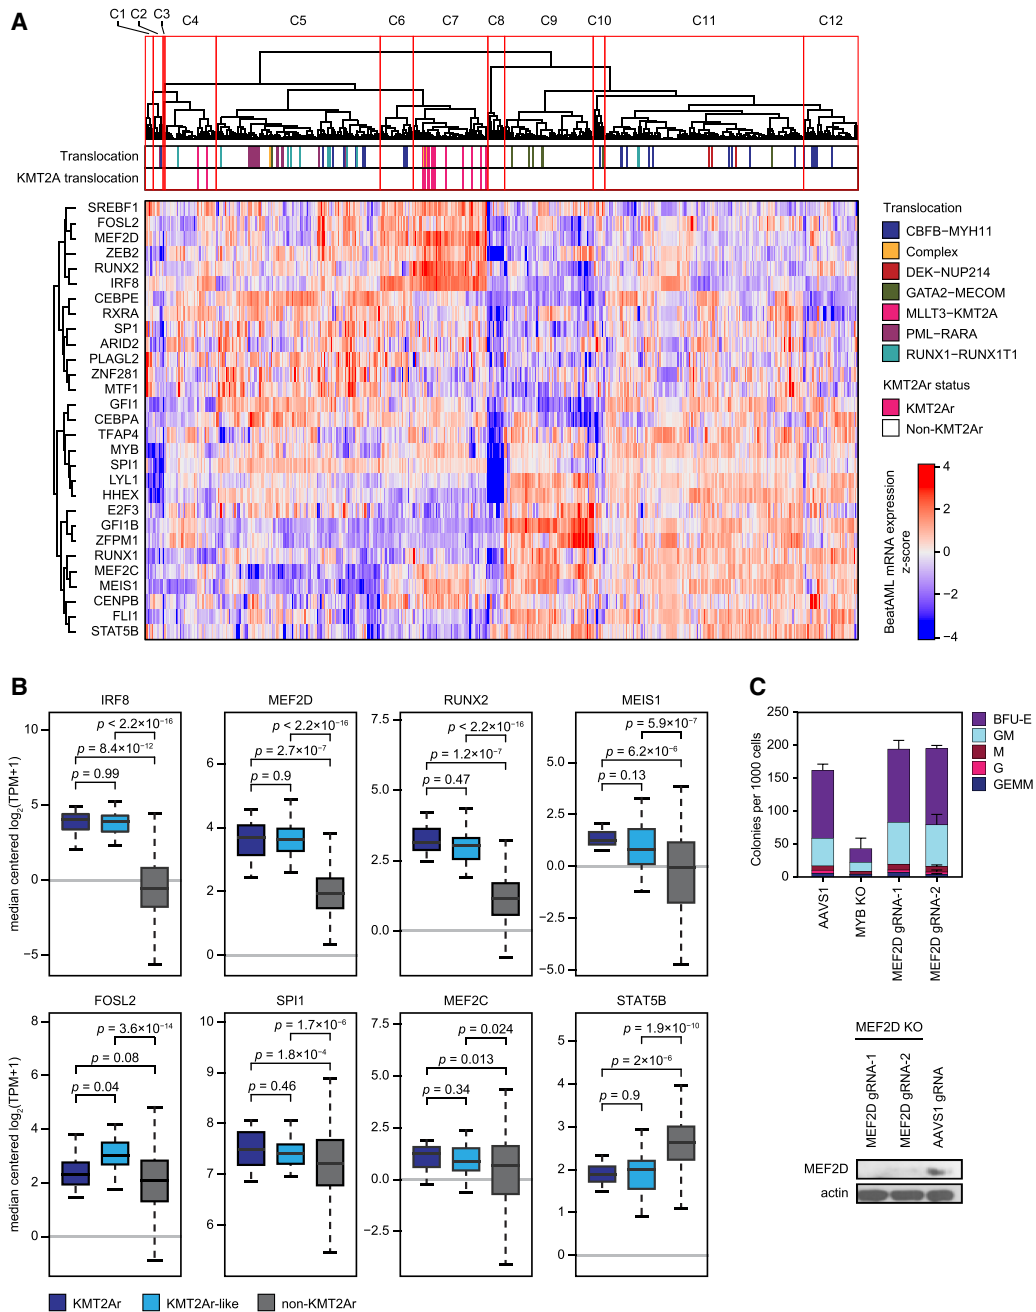 A
C1
C2
C3
C4
C5
C6
C7
C8
C9
C10
C11
C12
Translocation
KMT2A translocation
SREBF1
FOSL2
MEF2D
ZEB2
RUNX2
IRF8
CEBPE
RXRA
SP1
ARID2
PLAGL2
ZNF281
MTF1
GFI1
CEBPA
TFAP4
MYB
SPI1
LYL1
HHEX
E2F3
GFI1B
ZFPM1
RUNX1
MEF2C
MEIS1
CENPB
FLI1
STAT5B
Translocation
CBFB−MYH11
Complex
DEK−NUP214
GATA2−MECOM
MLLT3−KMT2A
PML−RARA
RUNX1−RUNX1T1
KMT2Ar status
KMT2Ar
Non−KMT2Ar
BeatAML mRNA expression
z-score
4
2
0
−2
−4
B
median centered log2(TPM+1)
IRF8
10
5
0
−5
p < 2.2×10−16
p = 8.4×10−12
p = 0.99
MEF2D
6
4
2
0
p < 2.2×10−16
p = 2.7×10−7
p = 0.9
RUNX2
7.5
5.0
2.5
0.0
p < 2.2×10−16
p = 1.2×10−7
p = 0.47
MEIS1
5.0
2.5
0.0
−2.5
−5.0
p = 5.9×10−7
p = 6.2×10−6
p = 0.13
median centered log2(TPM+1)
FOSL2
8
6
4
2
0
p = 3.6×10−14
p = 0.08
p = 0.04
SPI1
10
9
8
7
6
p = 1.7×10−6
p = 1.8×10−4
p = 0.46
MEF2C
7.5
5.0
2.5
0.0
−2.5
p = 0.024
p = 0.013
p = 0.34
STAT5B
5
4
3
2
1
0
p = 1.9×10−10
p = 2×10−6
p = 0.9
KMT2Ar
KMT2Ar-like
non-KMT2Ar
C
Colonies per 1000 cells
250
200
150
100
50
0
AAVS1
MYB KO
MEF2D gRNA-1
MEF2D gRNA-2
BFU-E
GM
M
G
GEMM
MEF2D KO
MEF2D gRNA-1
MEF2D gRNA-2
AAVS1 gRNA
MEF2D
actin